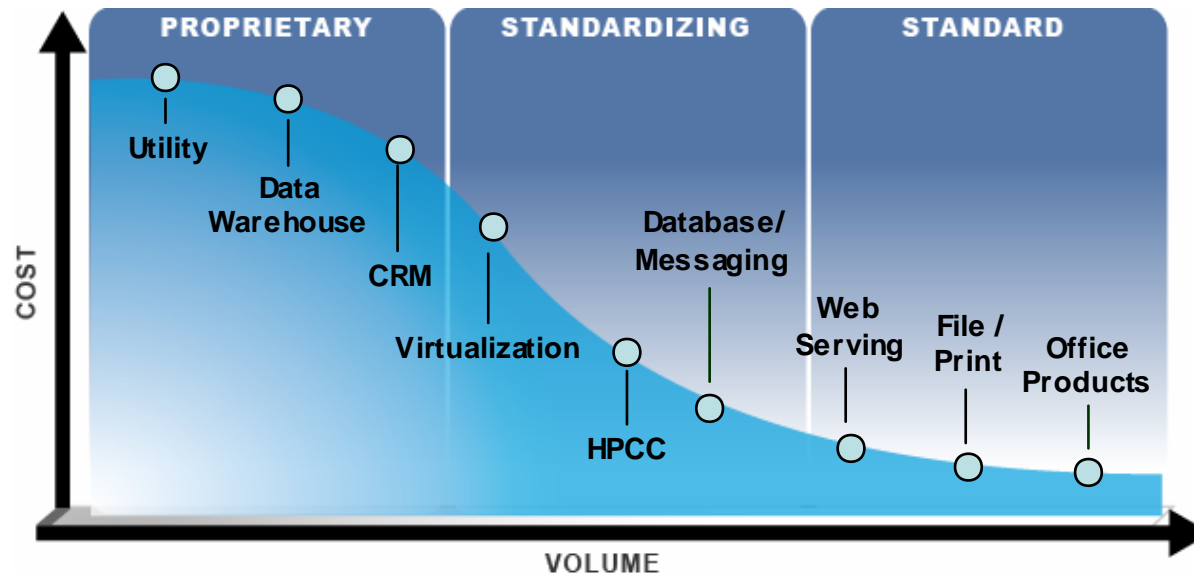 PROPRIETARY
STANDARDIZING
STANDARD
Utility
Data
Warehouse
CRM
Virtualization
HPCC
Database/
Messaging
Web
Serving
File /
Print
Office
Products
COST
VOLUME